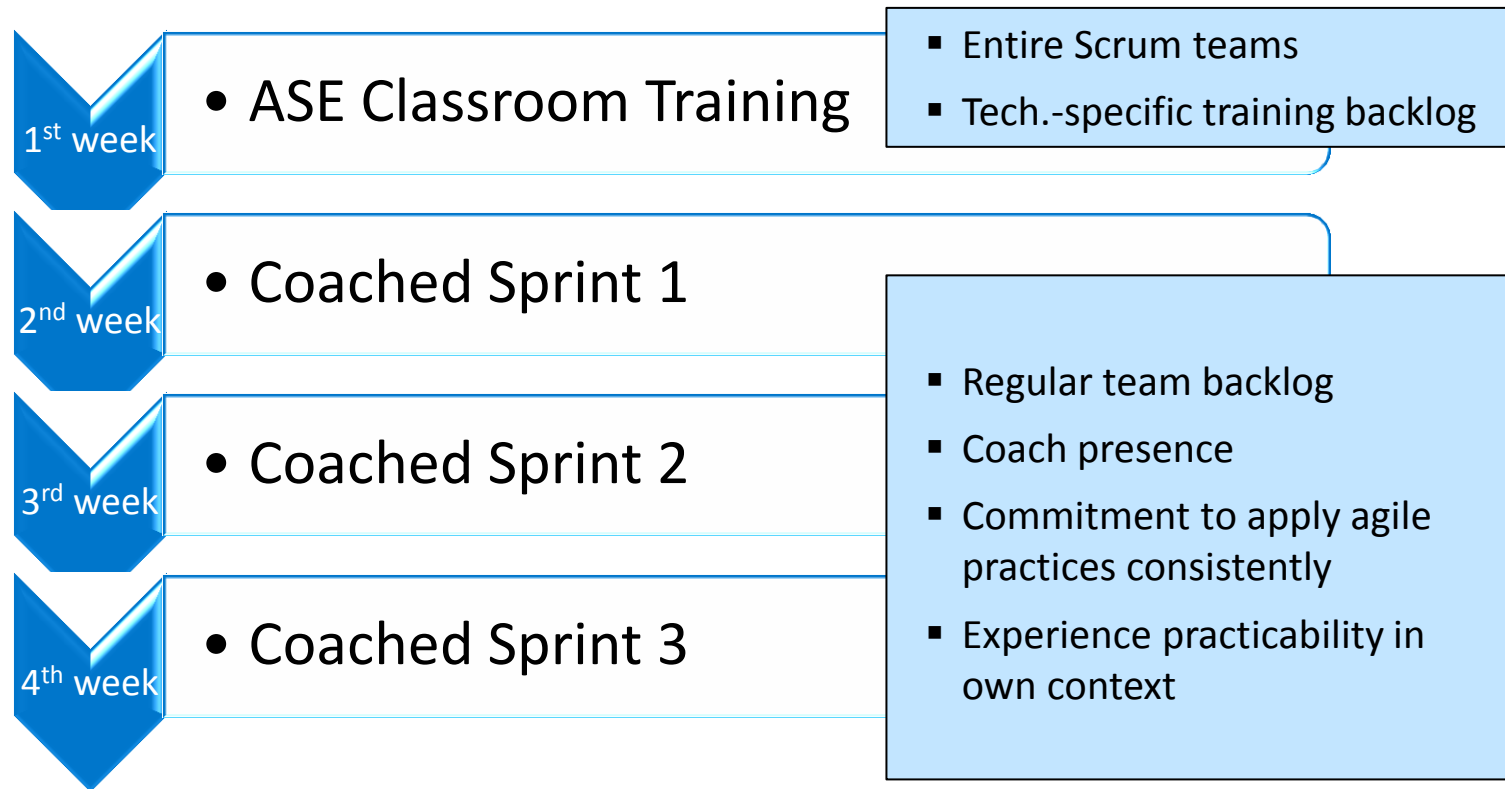 1st week
• ASE Classroom Training
▪ Entire Scrum teams
▪ Tech.-specific training backlog
2nd week
• Coached Sprint 1
3rd week
• Coached Sprint 2
4th week
• Coached Sprint 3
▪ Regular team backlog
▪ Coach presence
▪ Commitment to apply agile
practices consistently
▪ Experience practicability in
own context